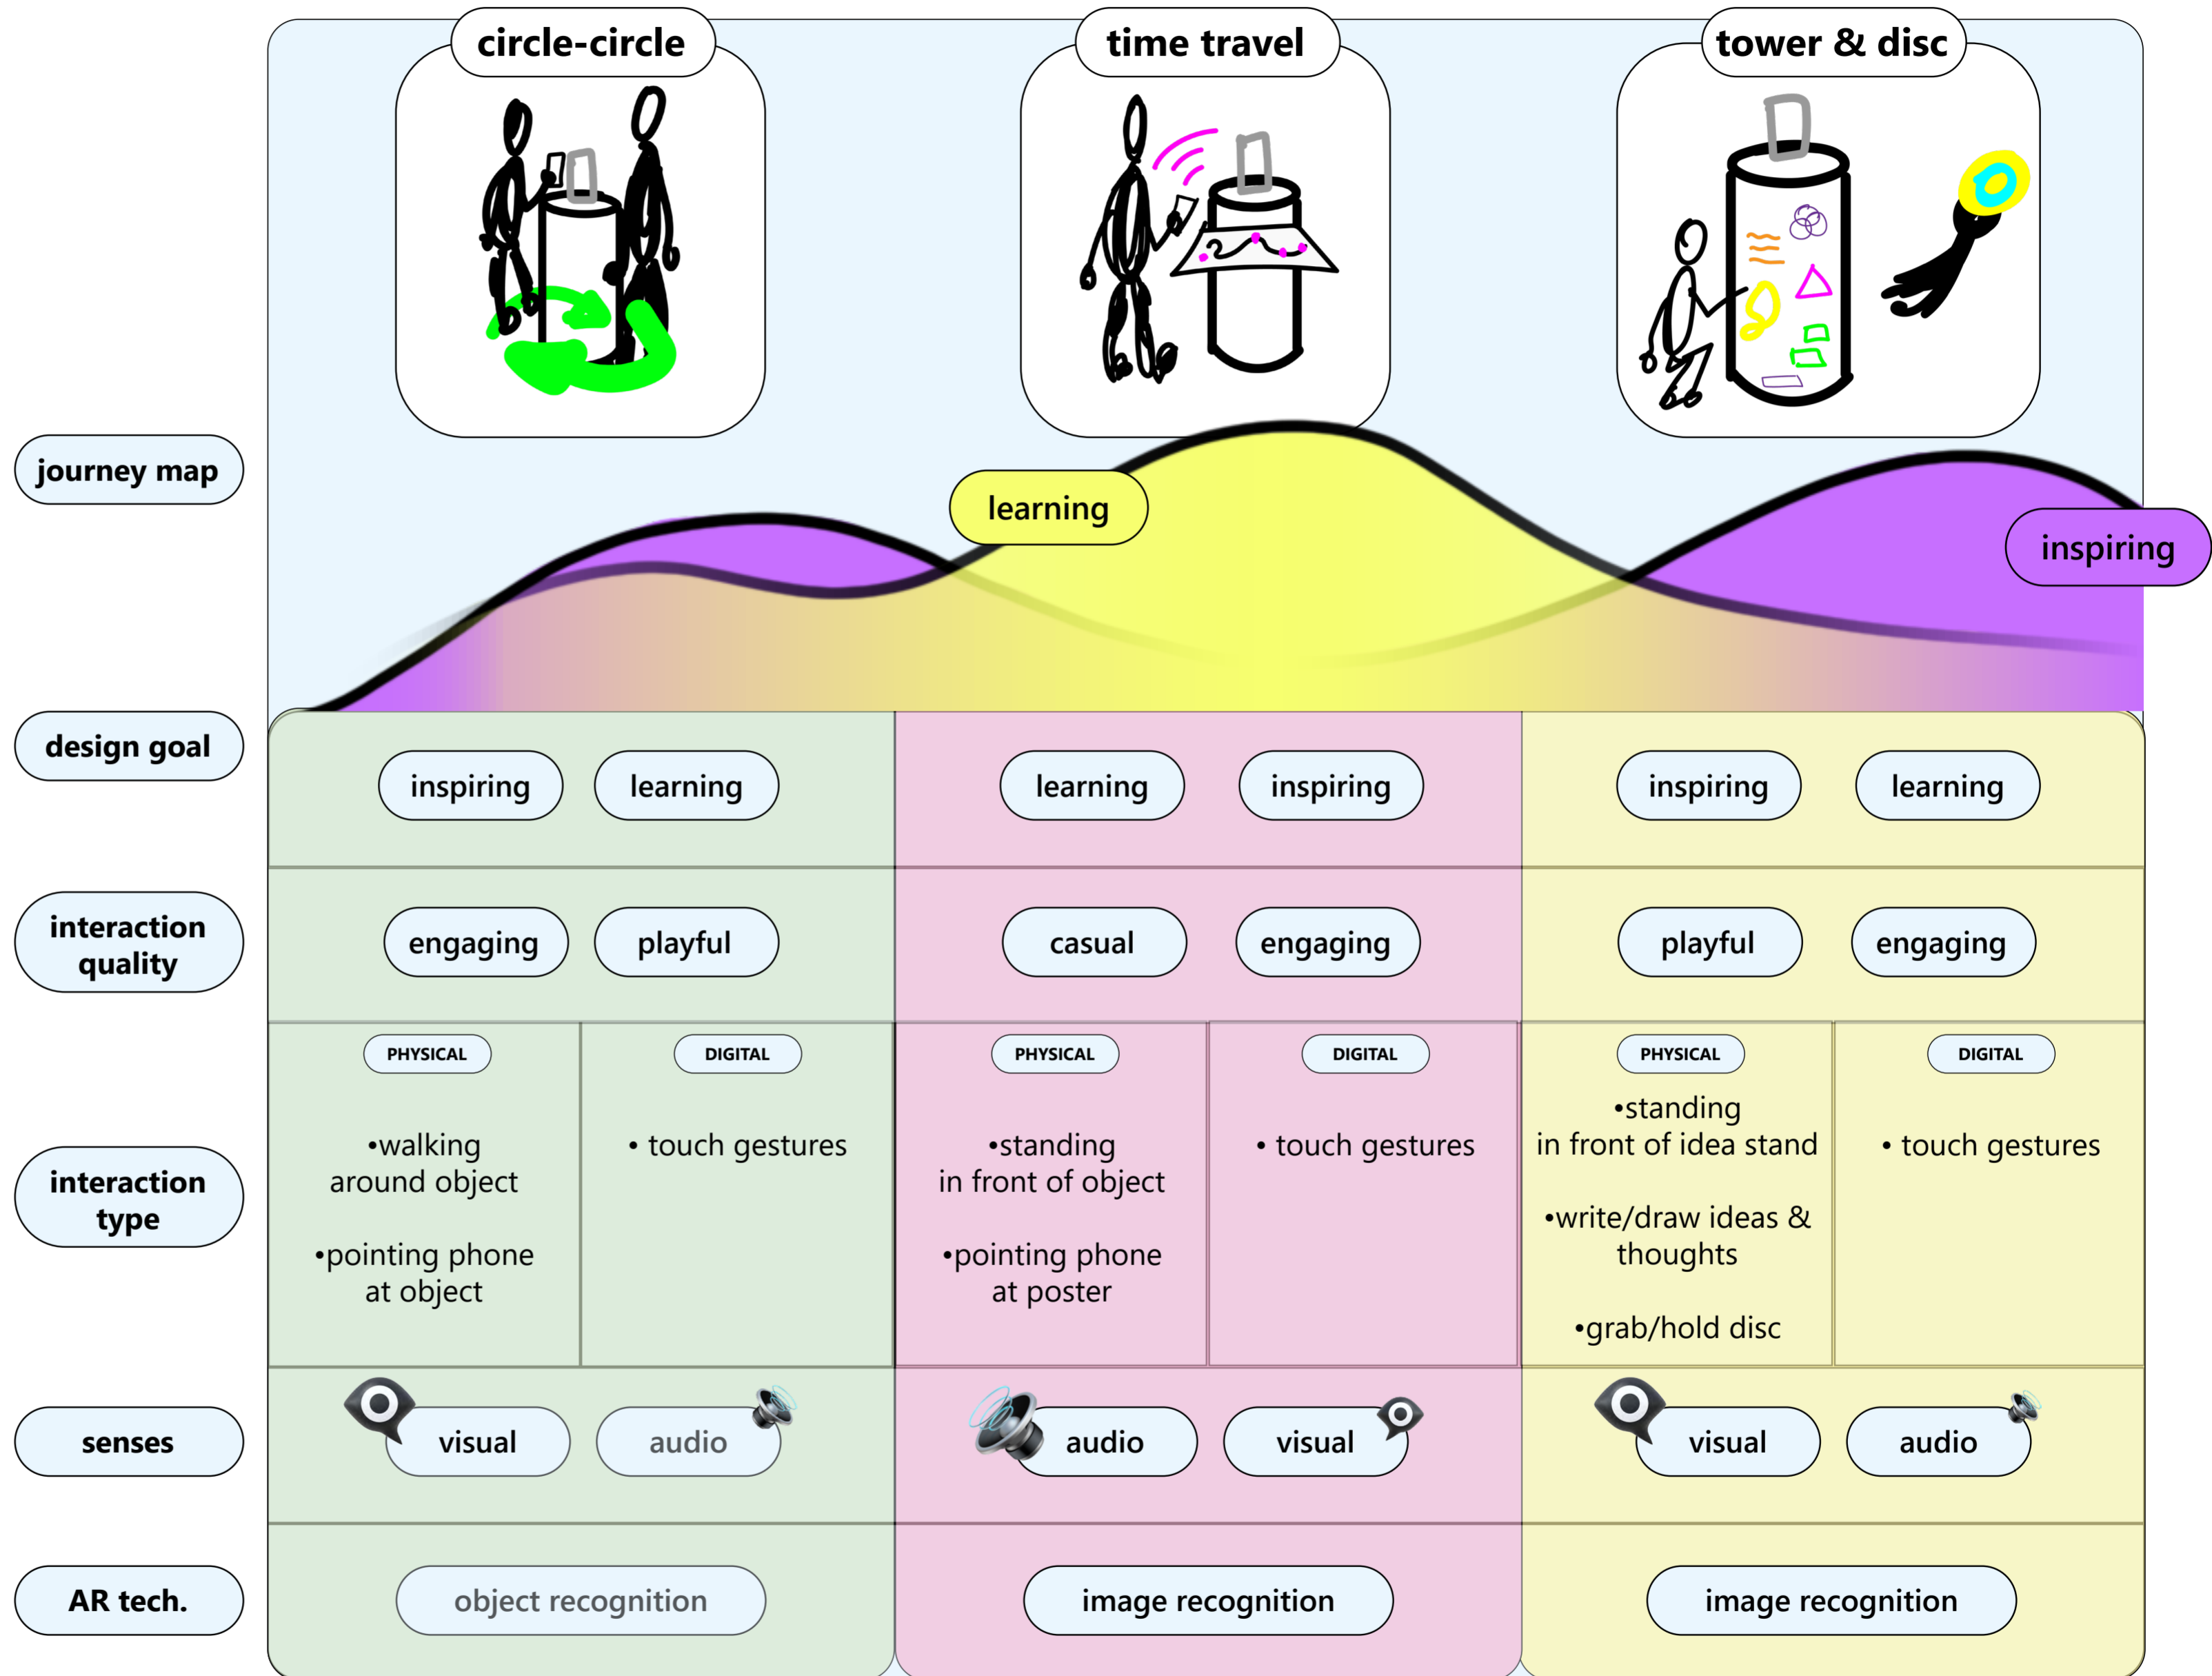 circle-circle
time travel
tower & disc
journey map
learning
inspiring
design goal
inspiring
learning
learning
inspiring
inspiring
learning
interaction
quality
engaging
playful
casual
engaging
playful
engaging
interaction
type
PHYSICAL
•walking
around object
•pointing phone
at object
DIGITAL
• touch gestures
PHYSICAL
•standing
in front of object
•pointing phone
at poster
DIGITAL
• touch gestures
PHYSICAL
•standing
in front of idea stand
•write/draw ideas &
thoughts
•grab/hold disc
DIGITAL
• touch gestures
senses
visual
audio
audio
visual
visual
audio
AR tech.
object recognition
image recognition
image recognition